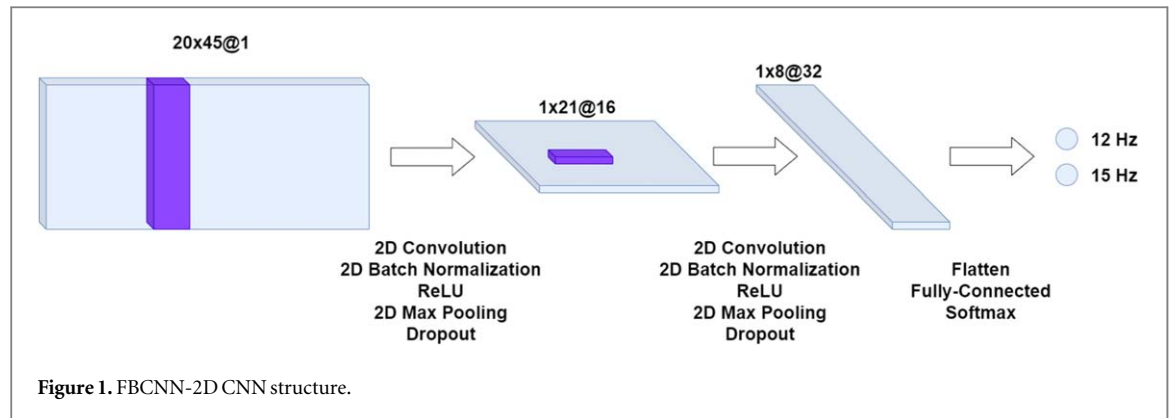 20x45@1
1x21@16
1x8@32
12 Hz
15 Hz
2D Convolution
2D Batch Normalization
ReLU
2D Max Pooling
Dropout
2D Convolution
2D Batch Normalization
ReLU
2D Max Pooling
Dropout
Flatten
Fully-Connected
Softmax
Figure 1. FBCNN-2D CNN structure.